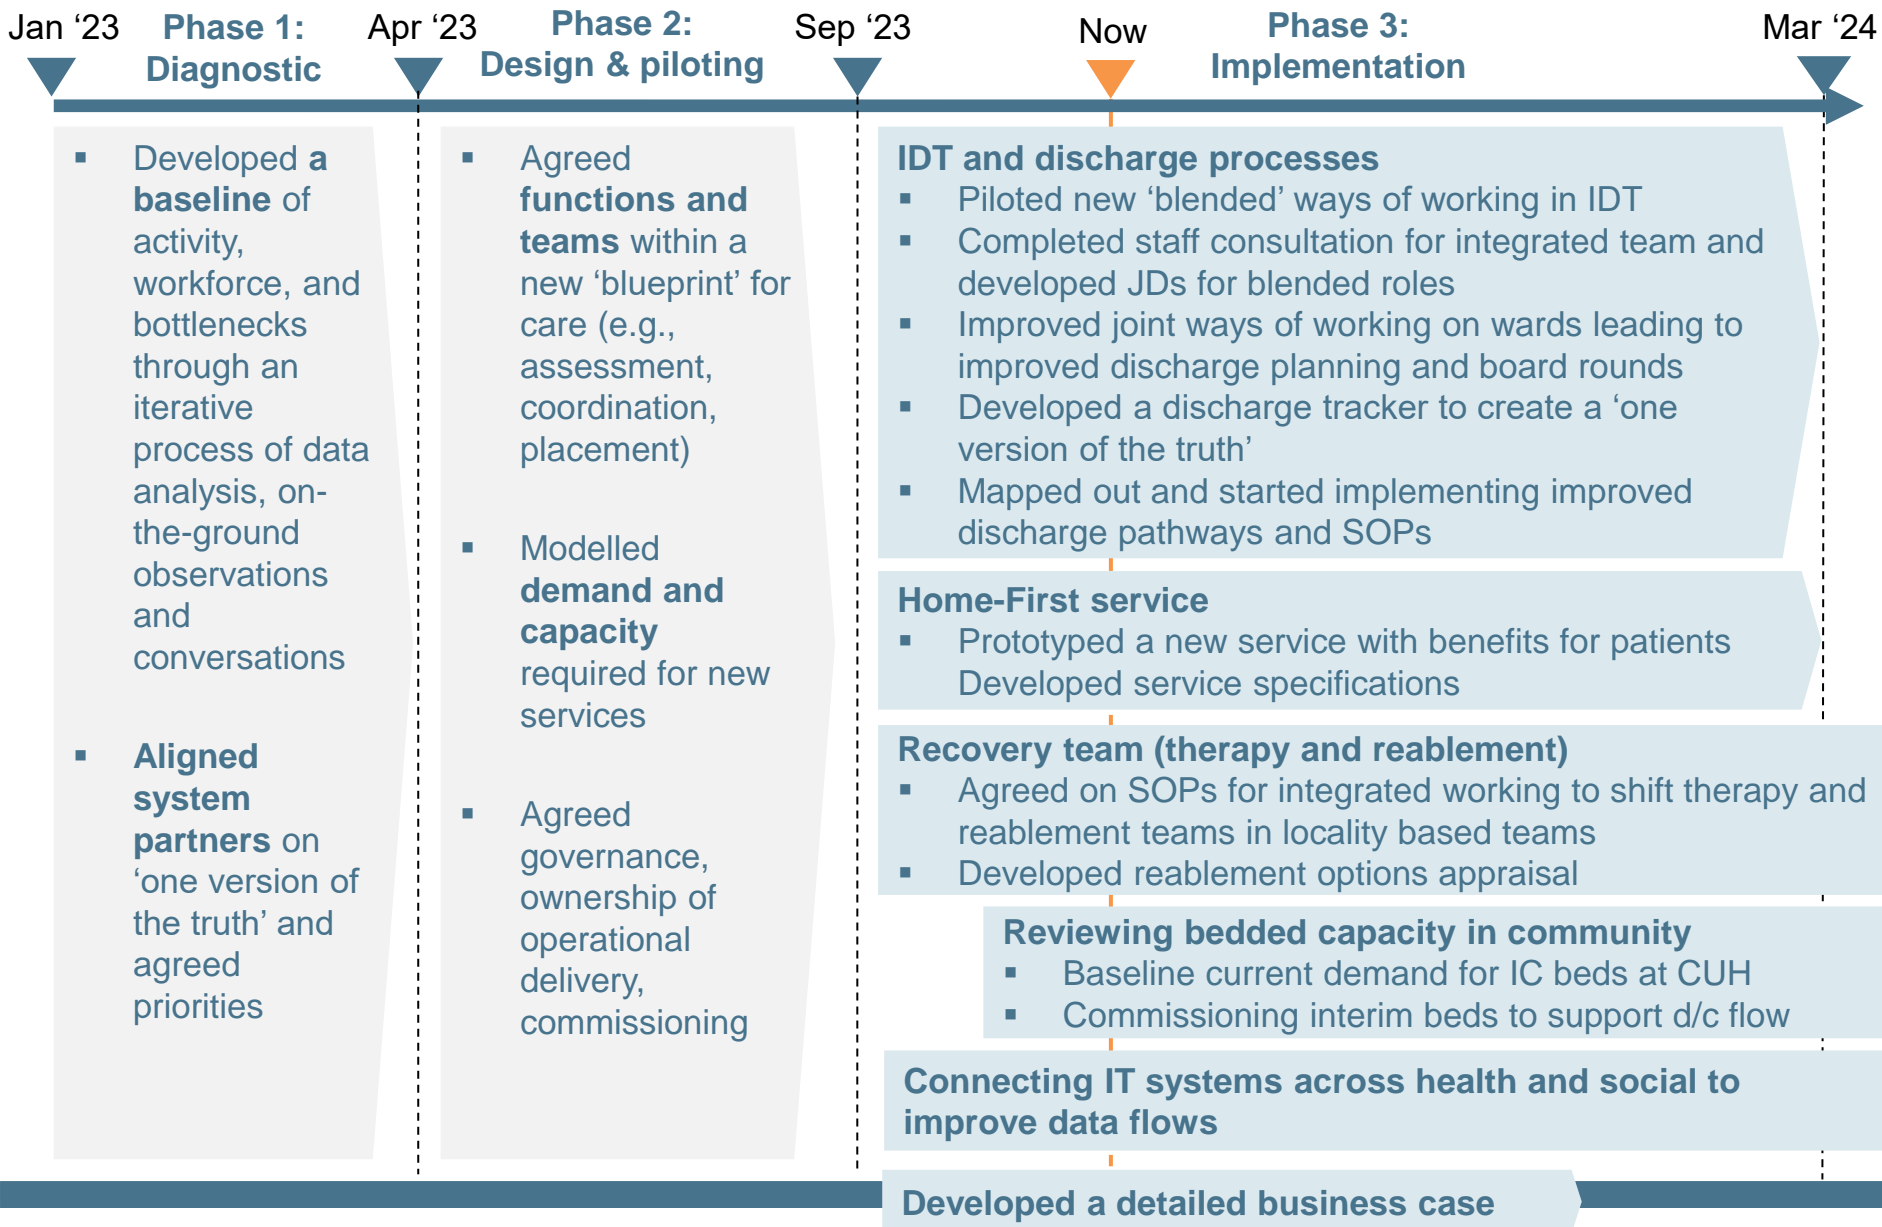 Jan ‘23
Phase 1:
Diagnostic
Apr ‘23
Phase 2:
Design & piloting
Sep ‘23
Now
Phase 3:
Implementation
Mar ‘24
▪ Developed a
baseline of
activity,
workforce, and
bottlenecks
through an
iterative
process of data
analysis, on-
the-ground
observations
and
conversations
▪ Aligned
system
partners on
‘one version of
the truth’ and
agreed
priorities
▪ Agreed
functions and
teams within a
new ‘blueprint’ for
care (e.g.,
assessment,
coordination,
placement)
▪ Modelled
demand and
capacity
required for new
services
▪ Agreed
governance,
ownership of
operational
delivery,
commissioning
IDT and discharge processes
▪ Piloted new ‘blended’ ways of working in IDT
▪ Completed staff consultation for integrated team and
developed JDs for blended roles
▪ Improved joint ways of working on wards leading to
improved discharge planning and board rounds
▪ Developed a discharge tracker to create a ‘one
version of the truth’
▪ Mapped out and started implementing improved
discharge pathways and SOPs
Home-First service
▪ Prototyped a new service with benefits for patients
Developed service specifications
Recovery team (therapy and reablement)
▪ Agreed on SOPs for integrated working to shift therapy and
reablement teams in locality based teams
▪ Developed reablement options appraisal
Reviewing bedded capacity in community
▪ Baseline current demand for IC beds at CUH
▪ Commissioning interim beds to support d/c flow
Connecting IT systems across health and social to
improve data flows
Developed a detailed business case